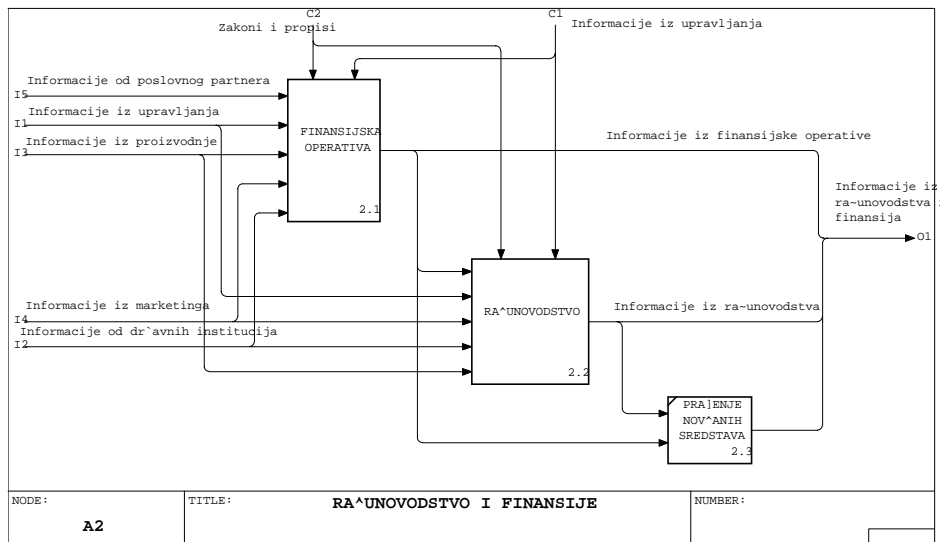 C2
C1
Zakoni i propisi
Informacije iz upravljanja
Informacije od poslovnog partnera
I5
Informacije iz upravljanja
I1
FINANSIJSKA
OPERATIVA
2.1
Informacije iz proizvodnje
I3
Informacije iz finansijske operative
Informacije iz
ra~unovodstva i
finansija
O1
Informacije iz marketinga
I4
Informacije od dr`avnih institucija
I2
RA^UNOVODSTVO
2.2
Informacije iz ra~unovodstva
PRA]ENJE
NOV^ANIH
SREDSTAVA
2.3
NODE:
A2
TITLE:
RA^UNOVODSTVO I FINANSIJE
NUMBER: